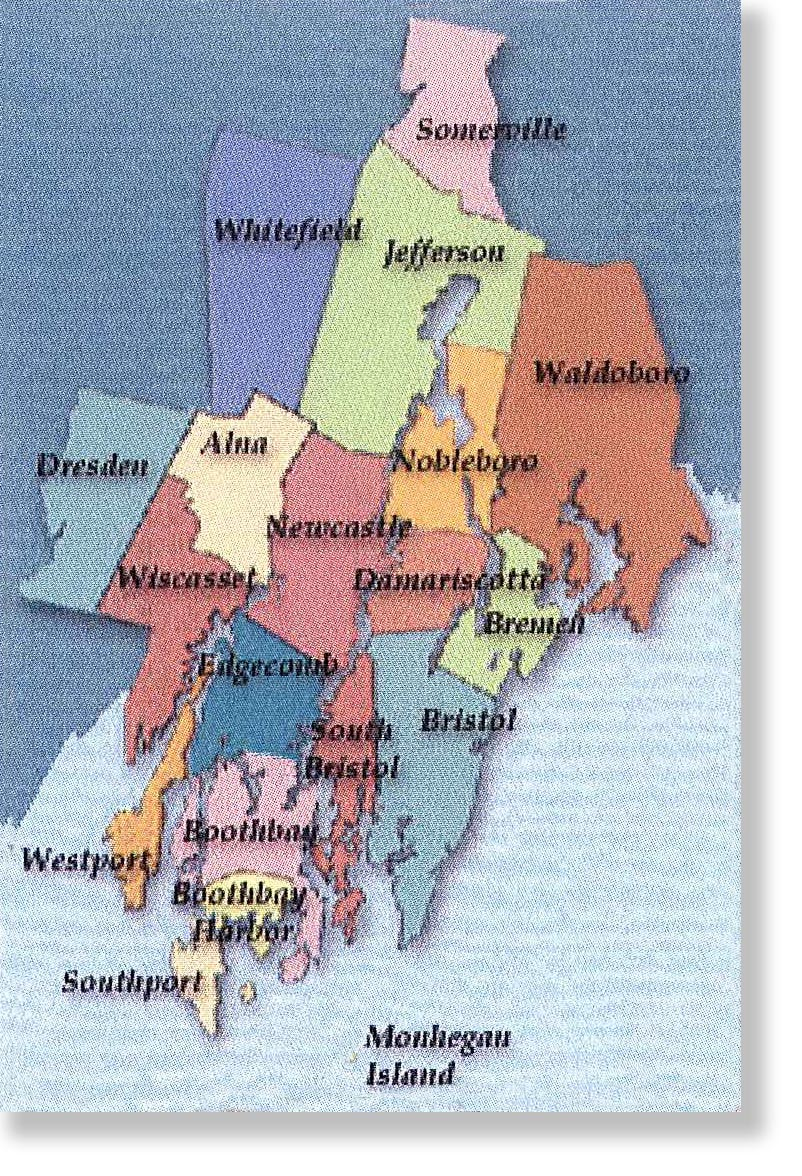 Somerville
Whitefield
Jefferson
Waldoboro
Alna
Dresden
Nobleboro
Newcastle
Wiscasset
Damariscotta
Bremen
Edgecomb
South
Bristol
Bristol
Boothbay
Westport
Boothbay
Harbor
Southport
Monhegan
Island